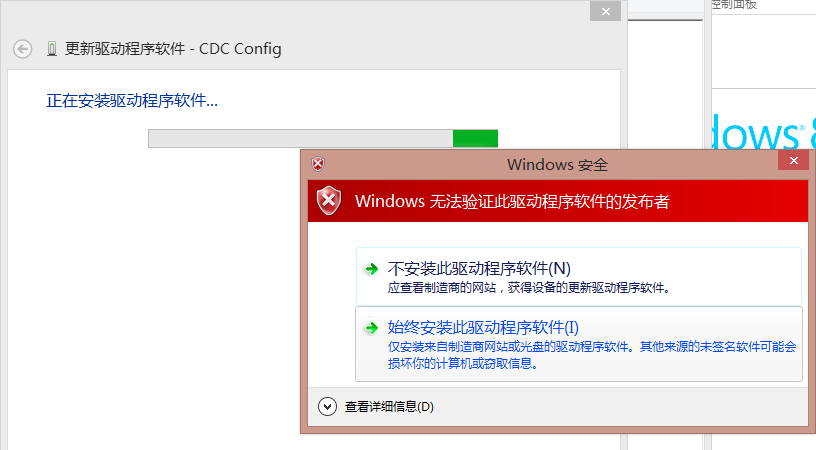 控制面板
更新驱动程序软件 - CDC Config
正在安装驱动程序软件...
dows® 8
Windows 安全
Windows 无法验证此驱动程序软件的发布者
不安装此驱动程序软件(N)
应查看制造商的网站，获得设备的更新驱动程序软件。
始终安装此驱动程序软件(I)
仅安装来自制造商网站或光盘的驱动程序软件。其他来源的未签名软件可能会
损坏你的计算机或窃取信息。
查看详细信息(D)